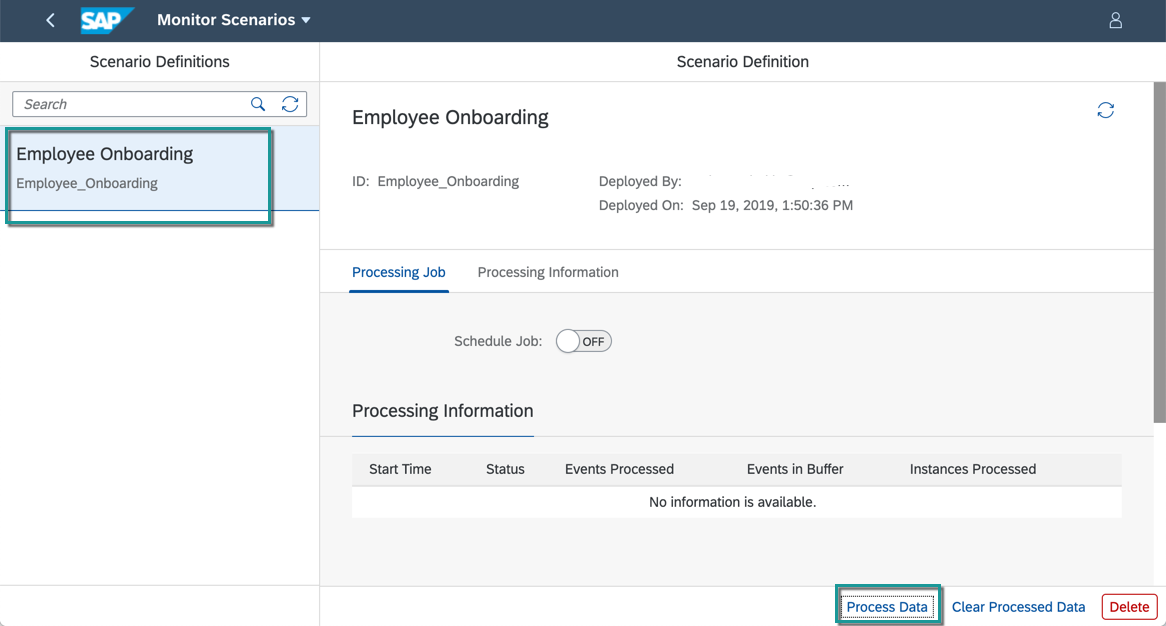 SAP Monitor Scenarios
Scenario Definitions
Scenario Definition
Search
Employee Onboarding
Employee_Onboarding
Employee Onboarding
ID: Employee_Onboarding
Deployed By:
Deployed On: Sep 19, 2019, 1:50:36 PM
Processing Job Processing Information
Schedule Job: OFF
Processing Information
Start Time Status Events Processed Events in Buffer Instances Processed
No information is available.
Process Data Clear Processed Data Delete